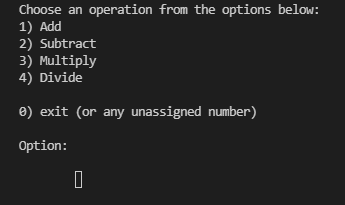 Choose an operation from the options below:
1) Add
2) Subtract
3) Multiply
4) Divide
0) exit (or any unassigned number)
Option: